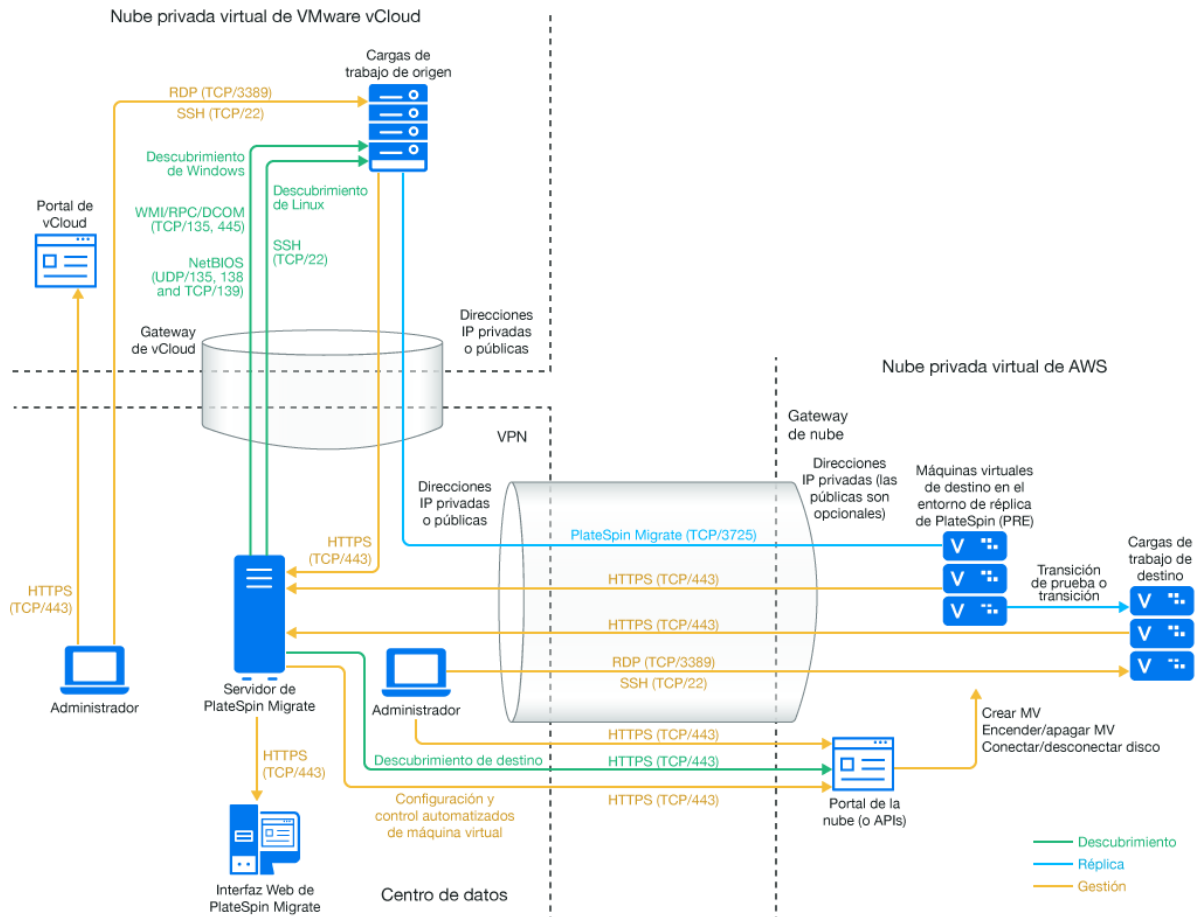 Nube privada virtual de VMware vCloud
Cargas de
trabajo de origen
RDP (TCP/3389)
SSH (TCP/22)
Descubrimiento
de Windows
Descubrimiento
de Linux
Portal de
vCloud
WMI/RPC/DCOM
(TCP/135, 445)
SSH
(TCP/22)
NetBIOS
(UDP/135, 138
and TCP/139)
Gateway
de vCloud
Direcciones
IP privadas
o públicas
Nube privada virtual de AWS
VPN
Gateway
de nube
Direcciones
IP privadas
o públicas
Direcciones
IP privadas (las
públicas son
opcionales)
Máquinas virtuales
de destino en el
entorno de réplica
de PlateSpin (PRE)
PlateSpin Migrate (TCP/3725)
Cargas de
trabajo de
destino
HTTPS
(TCP/443)
HTTPS (TCP/443)
Transición
de prueba o
transición
HTTPS
(TCP/443)
HTTPS (TCP/443)
RDP (TCP/3389)
SSH (TCP/22)
Administrador
Servidor de
PlateSpin Migrate
Administrador
Crear MV
Encender/apagar MV
Conectar/desconectar disco
HTTPS (TCP/443)
HTTPS
(TCP/443)
Descubrimiento de destino
HTTPS (TCP/443)
Configuración y
control automatizados
de máquina virtual
HTTPS (TCP/443)
Portal de la
nube (o APIs)
Interfaz Web de
PlateSpin Migrate
Centro de datos
Descubrimiento
Réplica
Gestión
V
V
V
V
V
V